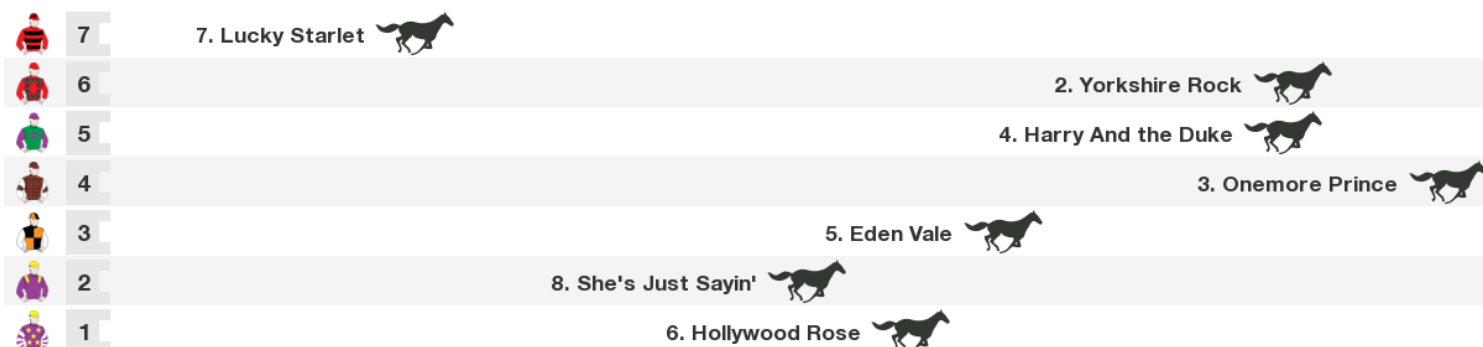 7 7. Lucky Starlet
6 2. Yorkshire Rock
5 4. Harry And the Duke
4 3. Onemore Prince
3 5. Eden Vale
2 8. She's Just Sayin'
1 6. Hollywood Rose